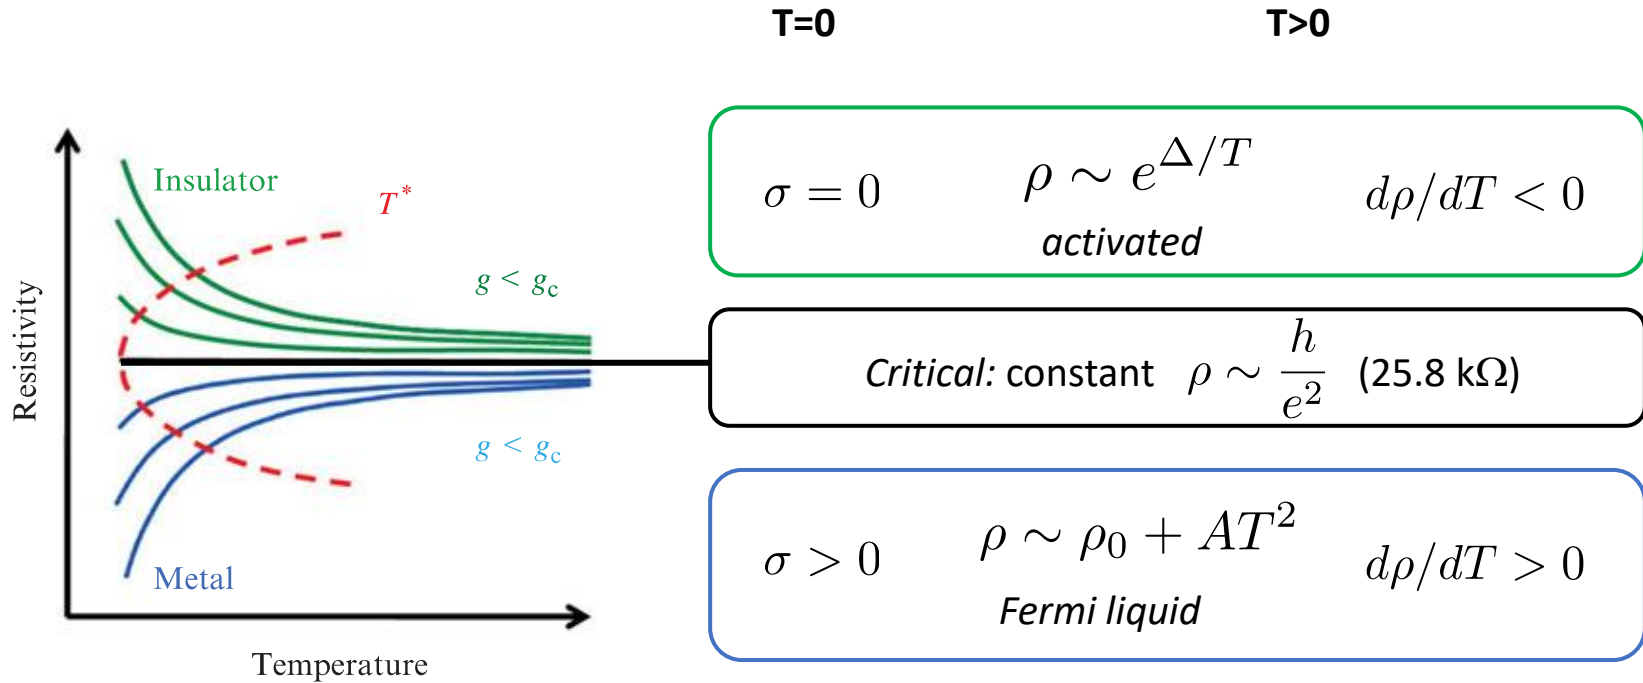 T=0 T>0
Insulator
T*
g < gc
g < gc
Metal
Resistivity
Temperature
σ = 0 ρ ∼ e^{Δ/T} dρ/dT < 0
activated
Critical: constant ρ ∼ h/e² (25.8 kΩ)
σ > 0 ρ ∼ ρ₀ + AT² dρ/dT > 0
Fermi liquid